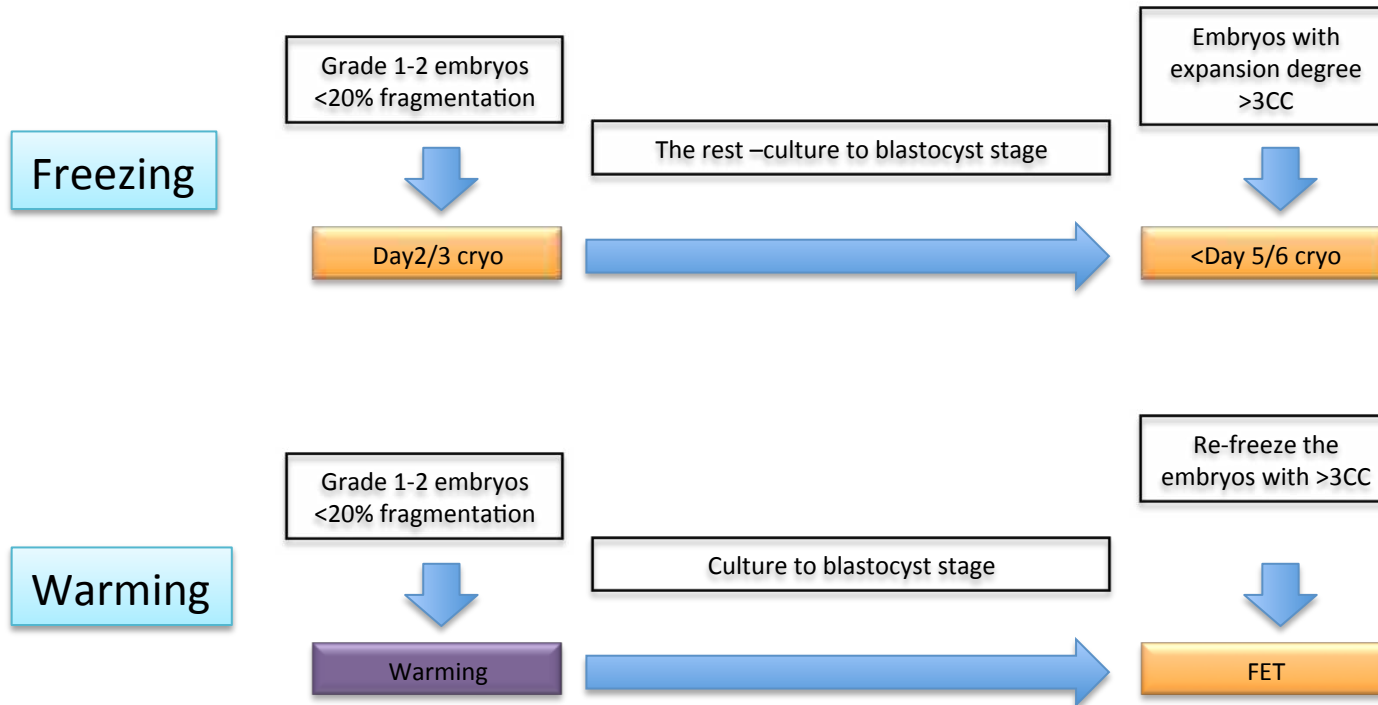 Freezing
Grade 1-2 embryos
<20% fragmentation
The rest –culture to blastocyst stage
Embryos with
expansion degree
>3CC
Day2/3 cryo
<Day 5/6 cryo
Warming
Grade 1-2 embryos
<20% fragmentation
Culture to blastocyst stage
Re-freeze the
embryos with >3CC
Warming
FET